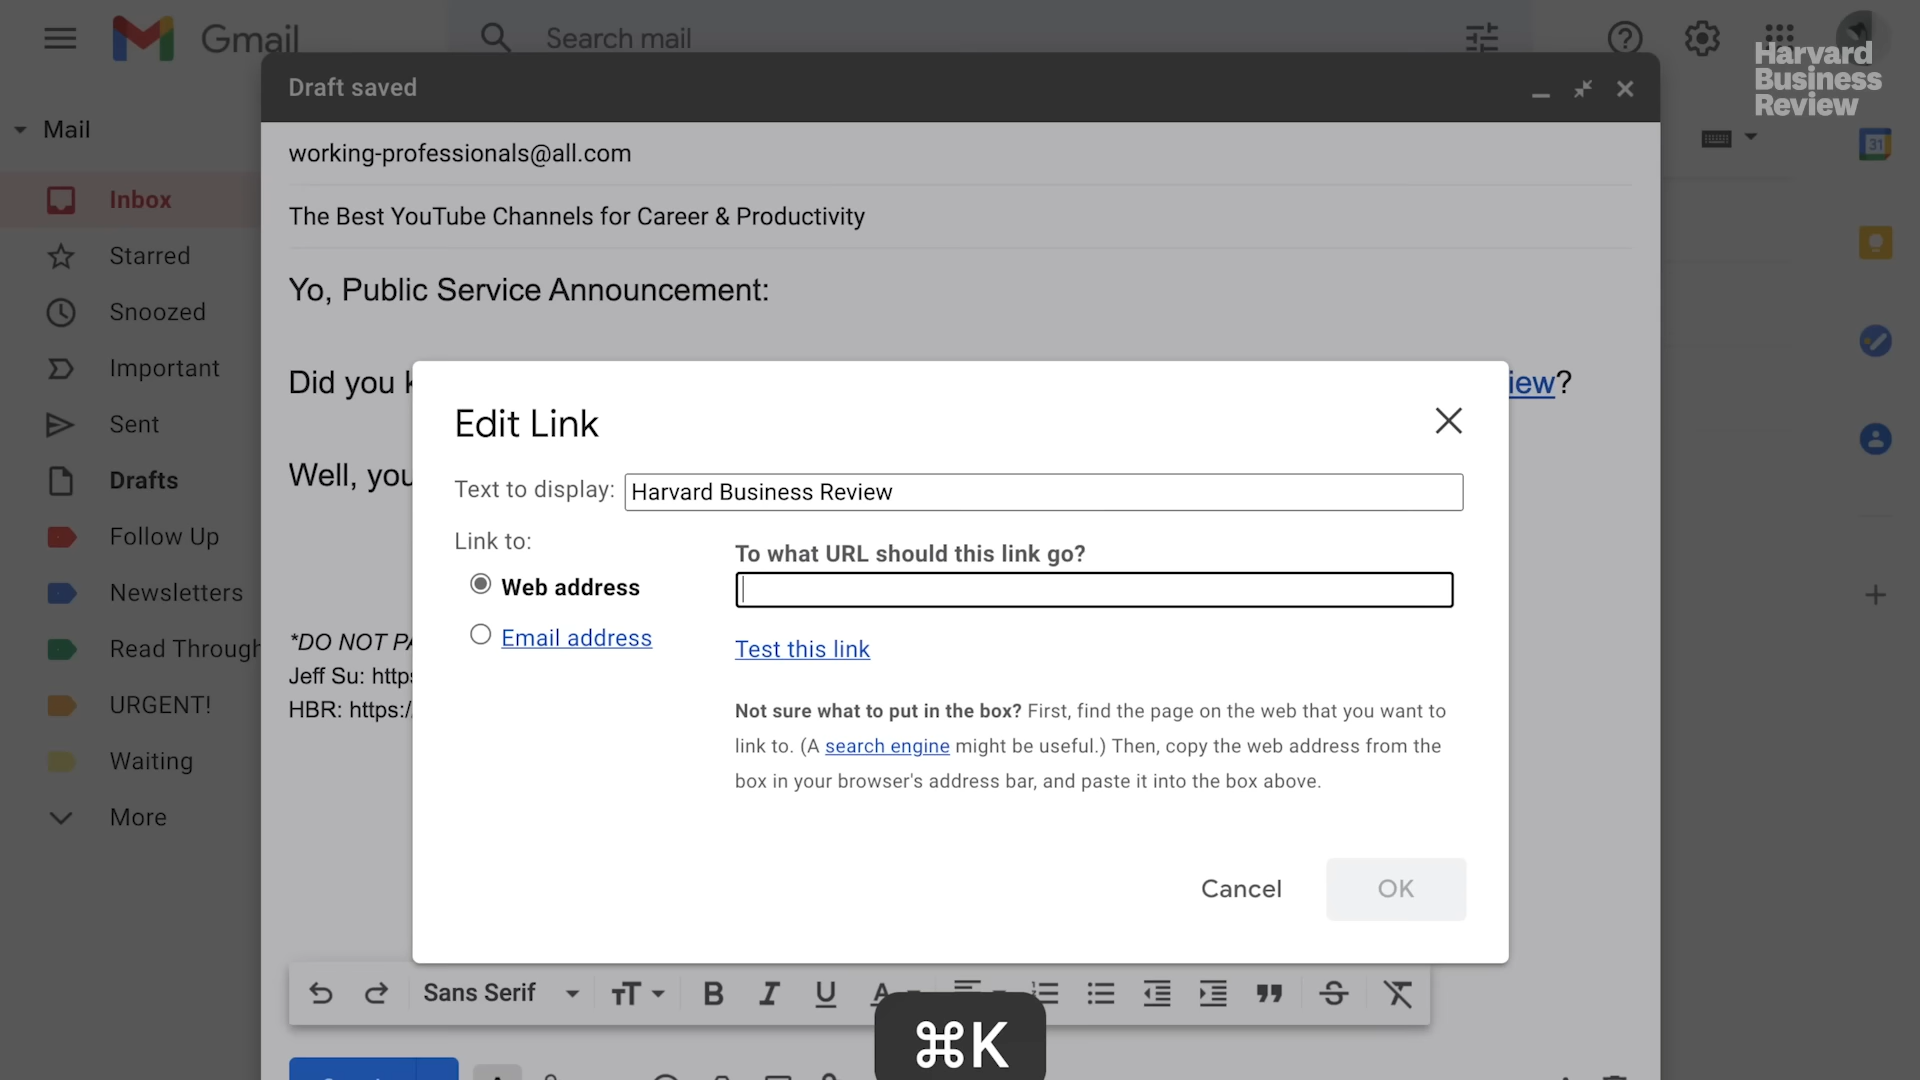 Gmail
Search mail
Harvard
Business
Review
Draft saved
Mail
working-professionals@all.com
31
Inbox
The Best YouTube Channels for Career & Productivity
Starred
Yo, Public Service Announcement:
Snoozed
Important
Did you
iew?
Edit Link
Sent
Well, you
Drafts
Text to display: Harvard Business Review
Follow Up
Link to:
To what URL should this link go?
Web address
Newsletters
Email address
Test this link
*DO NOT PA
Read Through
Jeff Su: https
HBR: https:/
URGENT!
Not sure what to put in the box? First, find the page on the web that you want to
link to. (A search engine might be useful.) Then, copy the web address from the
box in your browser's address bar, and paste it into the box above.
Waiting
More
Cancel
OK
Sans Serif
B I U A
⌘K